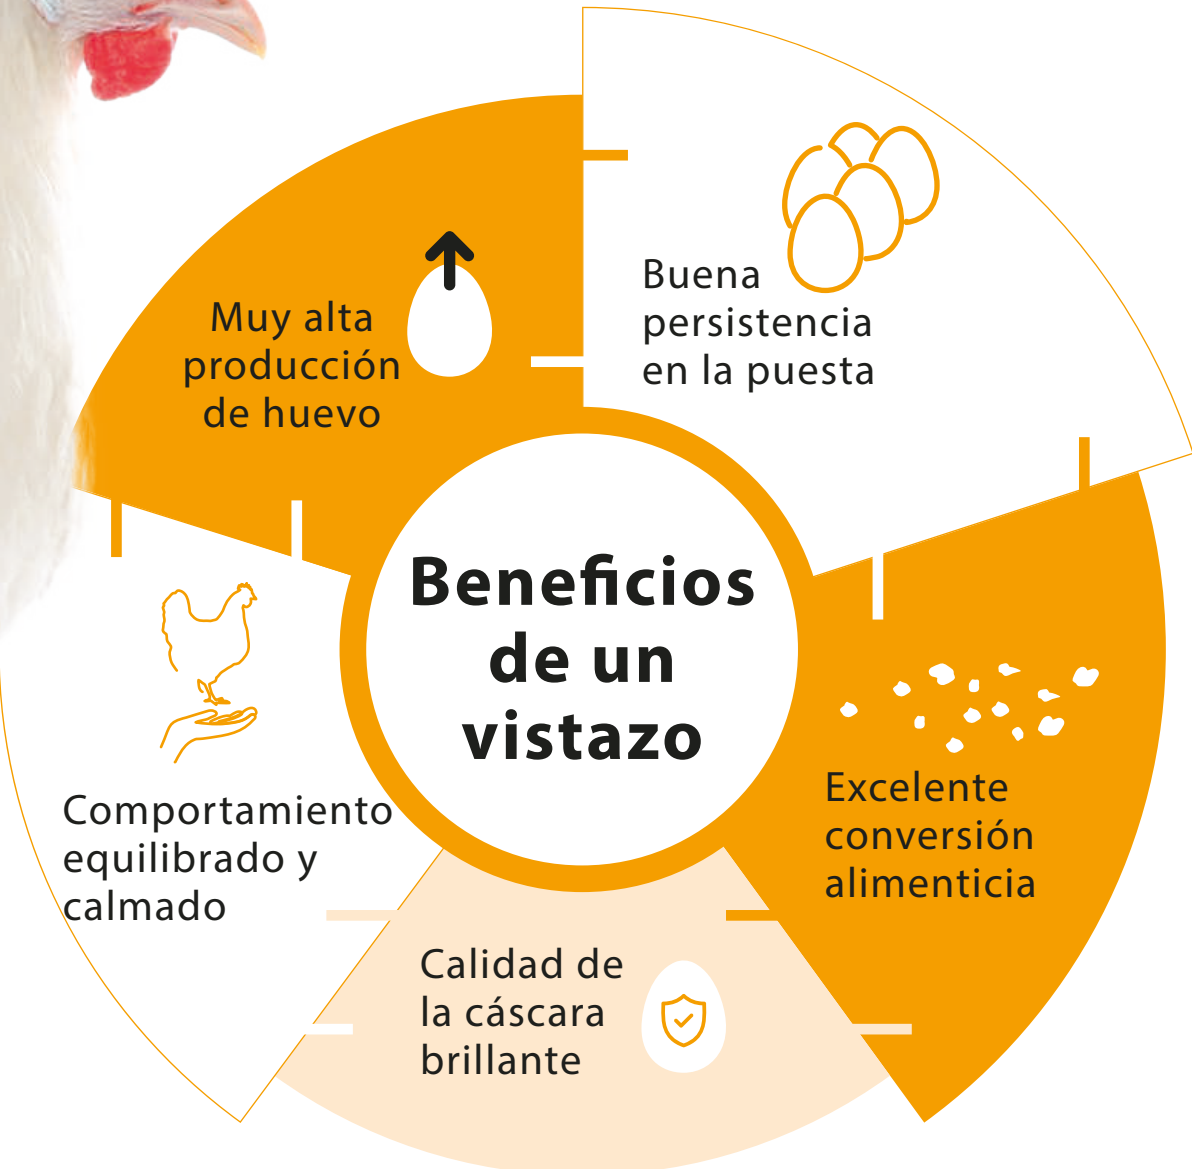 Beneficios
de un
vistazo
Muy alta
producción
de huevo
Buena
persistencia
en la puesta
Excelente
conversión
alimenticia
Calidad de
la cáscara
brillante
Comportamiento
equilibrado y
calmado